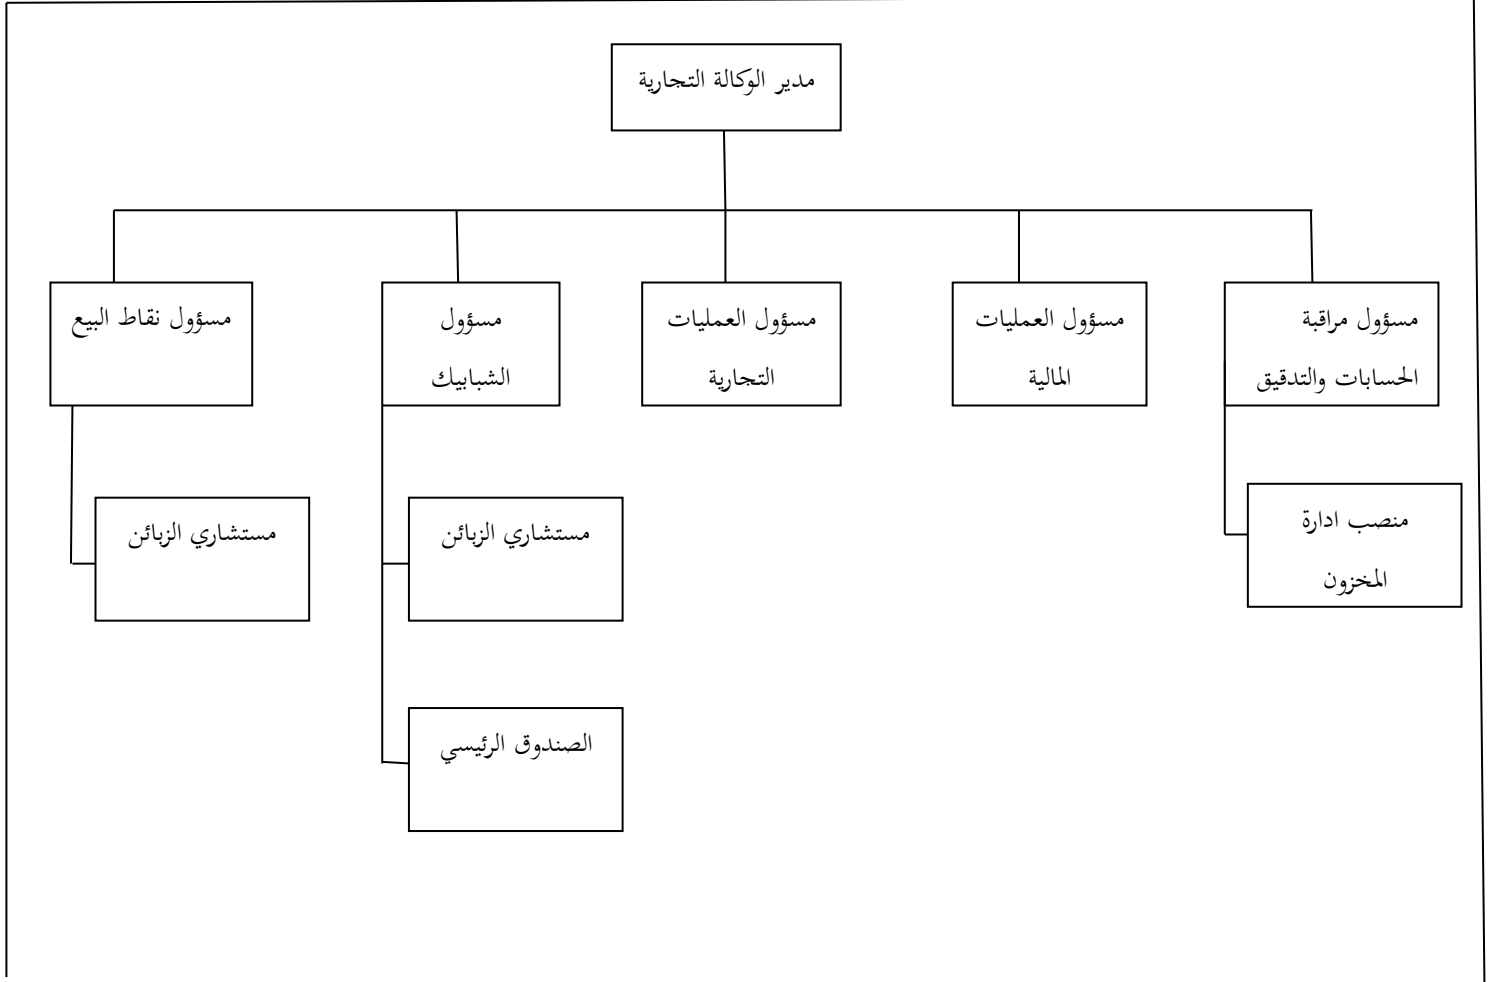 مدير الوكالة التجارية
مسؤول مراقبة
الحسابات والتدقيق
مسؤول العمليات
المالية
مسؤول العمليات
التجارية
مسؤول
الشبابيك
مسؤول نقاط البيع
منصب ادارة
المخزون
مستشاري الزبائن
مستشاري الزبائن
الصندوق الرئيسي